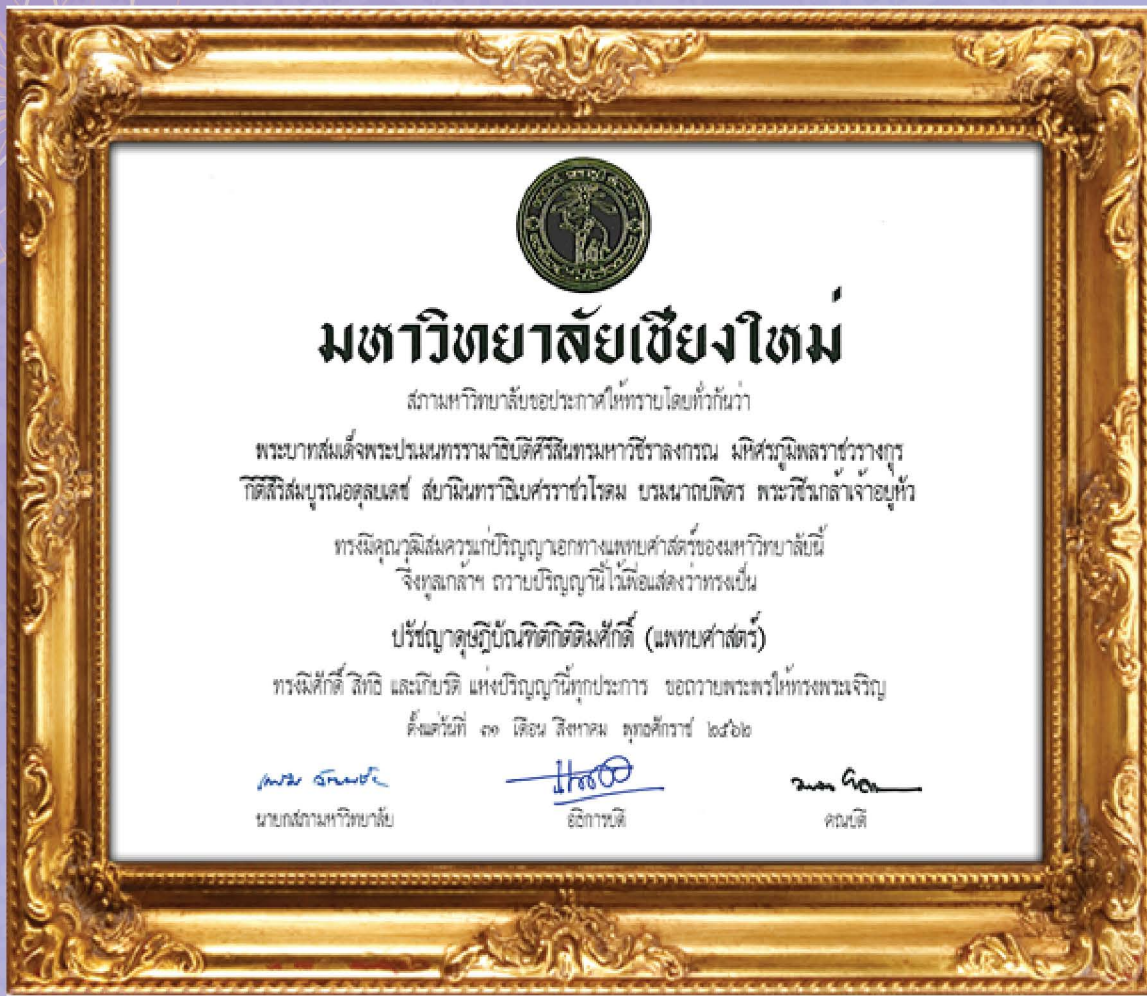 มหาวิทยาลัยเชียงใหม่
สภามหาวิทยาลัยขอประกาศให้ทราบโดยทั่วกันว่า
พระบาทสมเด็จพระปรเมนทรรามาธิบดีศรีสินทรมหาวชิราลงกรณ มหิศรภูมิพลราชวรางกูร
กิติสิริสมบูรณอดุลยเดช สยามินทราธิเบศรราชวโรดม บรมนาถบพิตร พระวชิรเกล้าเจ้าอยู่หัว
ทรงมีคุณวุฒิสมควรแก่ปริญญาเอกทางแพทยศาสตร์ของมหาวิทยาลัยนี้
จึงทูลเกล้าฯ ถวายปริญญานี้ไว้เพื่อแสดงว่าทรงเป็น
ปรัชญาดุษฎีบัณฑิตกิตติมศักดิ์ (แพทยศาสตร์)
ทรงมีศักดิ์ สิทธิ และเกียรติ แห่งปริญญานี้ทุกประการ ขอถวายพระพรให้ทรงพระเจริญ
ตั้งแต่วันที่ ๓๑ เดือน สิงหาคม พุทธศักราช ๒๕๖๒
นายกสภามหาวิทยาลัย อธิการบดี คณบดี